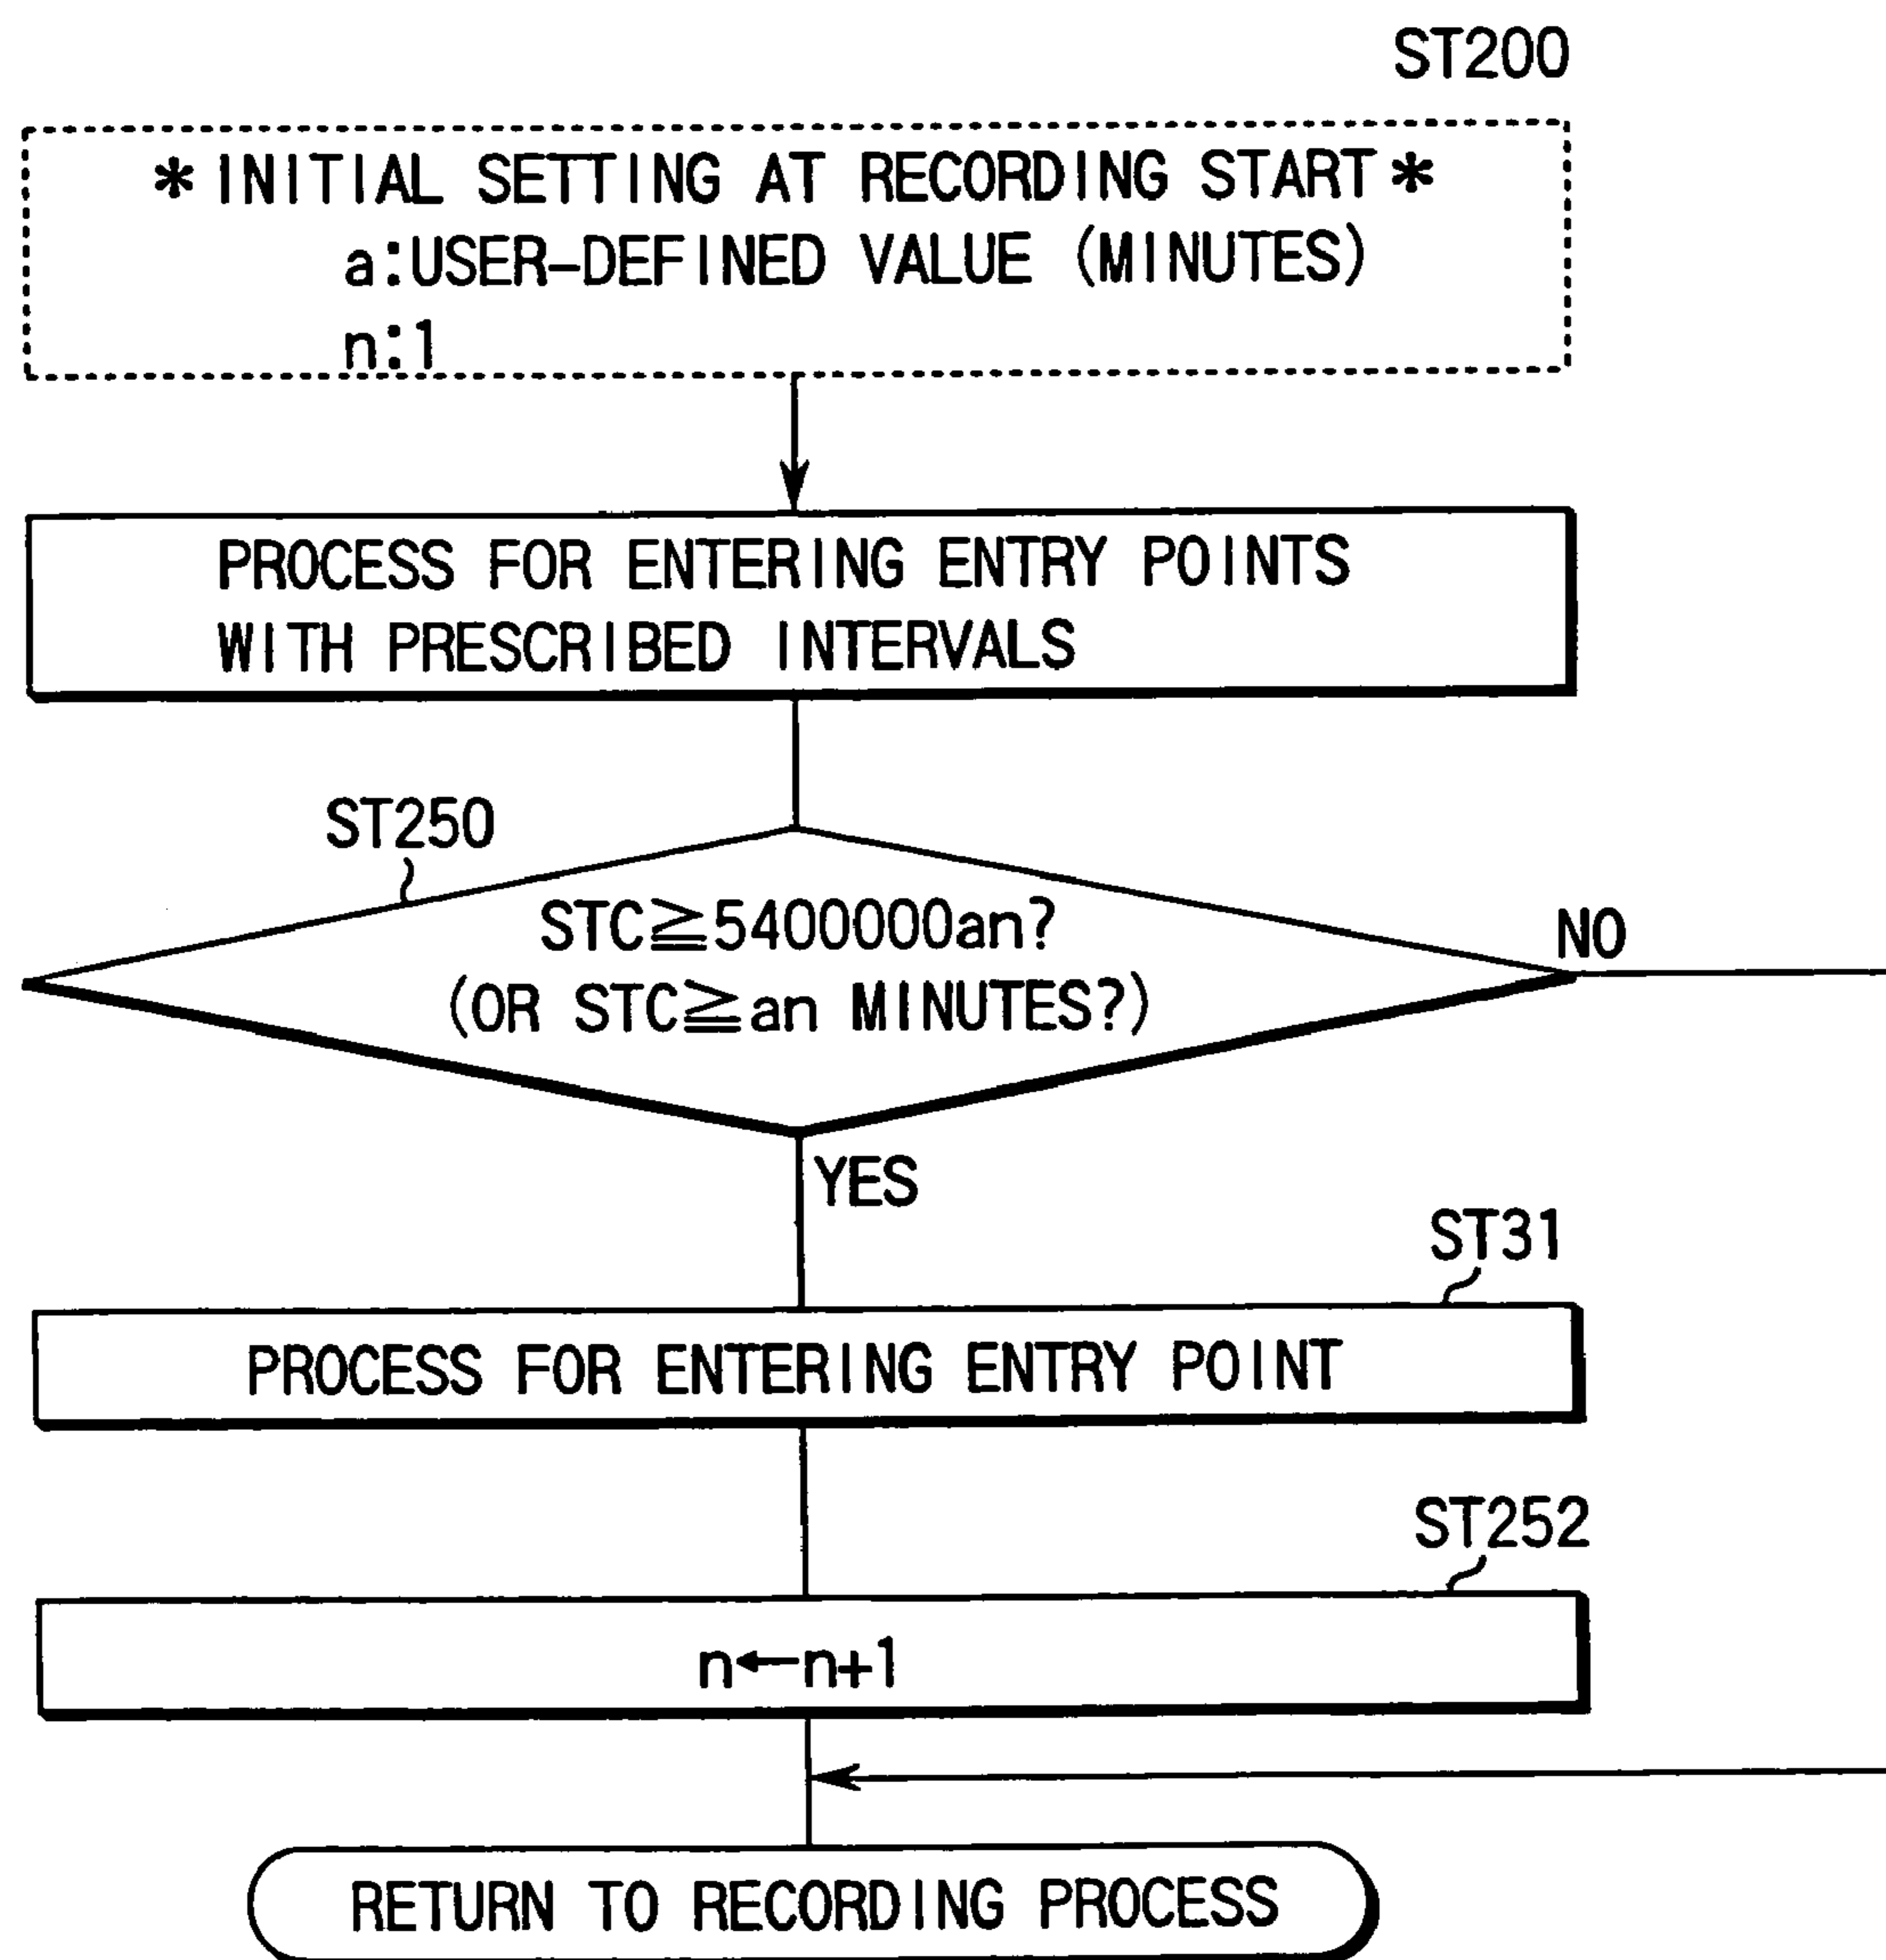 ST200
* INITIAL SETTING AT RECORDING START *
a:USER-DEFINED VALUE (MINUTES)
n:1
PROCESS FOR ENTERING ENTRY POINTS
WITH PRESCRIBED INTERVALS
ST250
STC≧5400000an?
(OR STC≧an MINUTES?)
NO
YES
ST31
PROCESS FOR ENTERING ENTRY POINT
ST252
n←n+1
RETURN TO RECORDING PROCESS